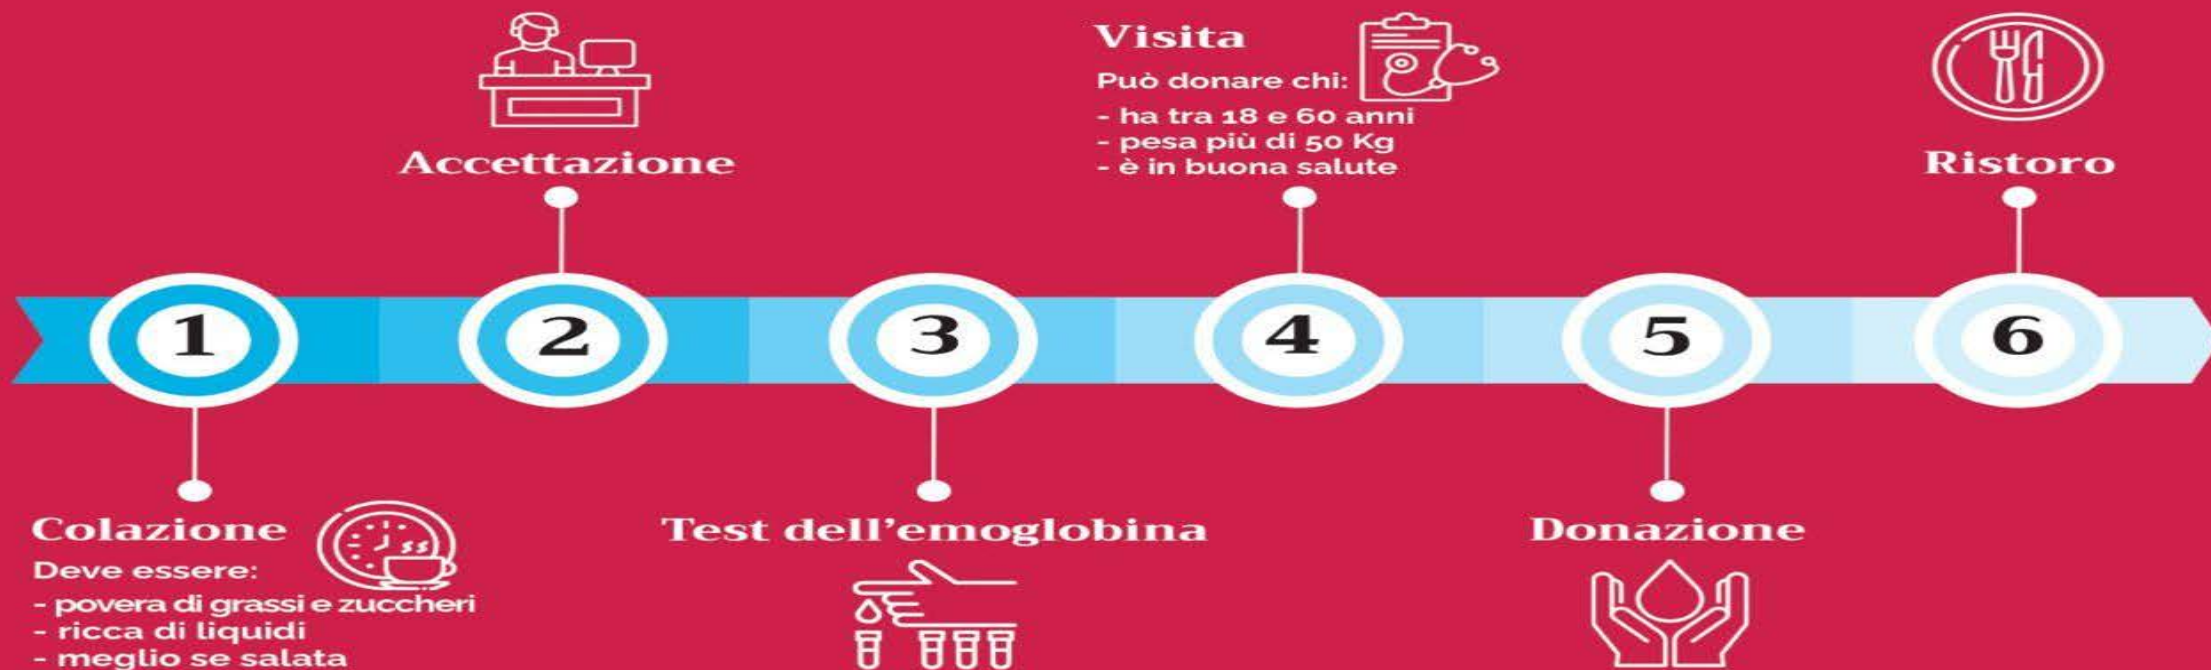 Visita
Può donare chi:
- ha tra 18 e 60 anni
- pesa più di 50 Kg
- è in buona salute
Accettazione
Ristoro
1
2
3
4
5
6
Colazione
Deve essere:
- povera di grassi e zuccheri
- ricca di liquidi
- meglio se salata
Test dell'emoglobina
Donazione